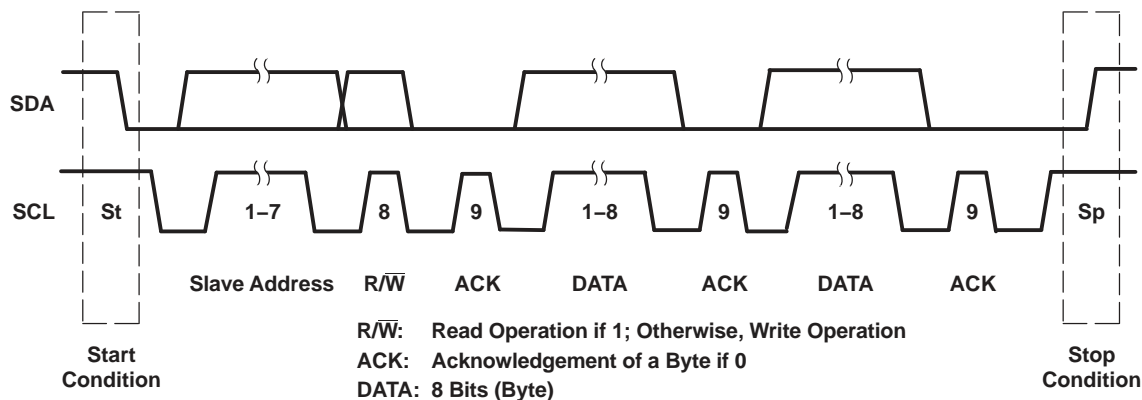 SDA
SCL St 1–7 8 9 1–8 9 1–8 9 Sp
Slave Address R/W̅ ACK DATA ACK DATA ACK
R/W̅: Read Operation if 1; Otherwise, Write Operation
ACK: Acknowledgement of a Byte if 0
DATA: 8 Bits (Byte)
Start
Condition
Stop
Condition